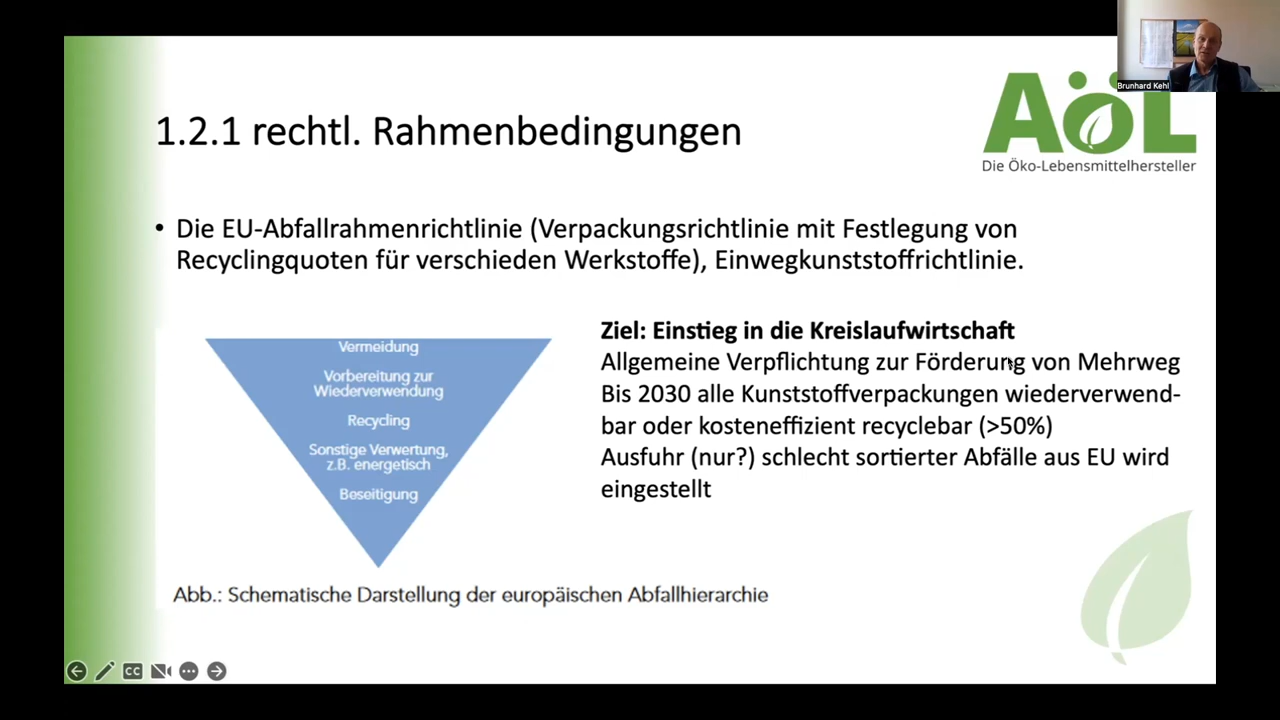 Brunhard Kehl
AöL
Die Öko-Lebensmittelhersteller
1.2.1 rechtl. Rahmenbedingungen
• Die EU-Abfallrahmenrichtlinie (Verpackungsrichtlinie mit Festlegung von
Recyclingquoten für verschieden Werkstoffe), Einwegkunststoffrichtlinie.
Vermeidung
Vorbereitung zur
Wiederverwendung
Recycling
Sonstige Verwertung,
z.B. energetisch
Beseitigung
Ziel: Einstieg in die Kreislaufwirtschaft
Allgemeine Verpflichtung zur Förderung von Mehrweg
Bis 2030 alle Kunststoffverpackungen wiederverwend-
bar oder kosteneffizient recyclebar (>50%)
Ausfuhr (nur?) schlecht sortierter Abfälle aus EU wird
eingestellt
Abb.: Schematische Darstellung der europäischen Abfallhierarchie
CC